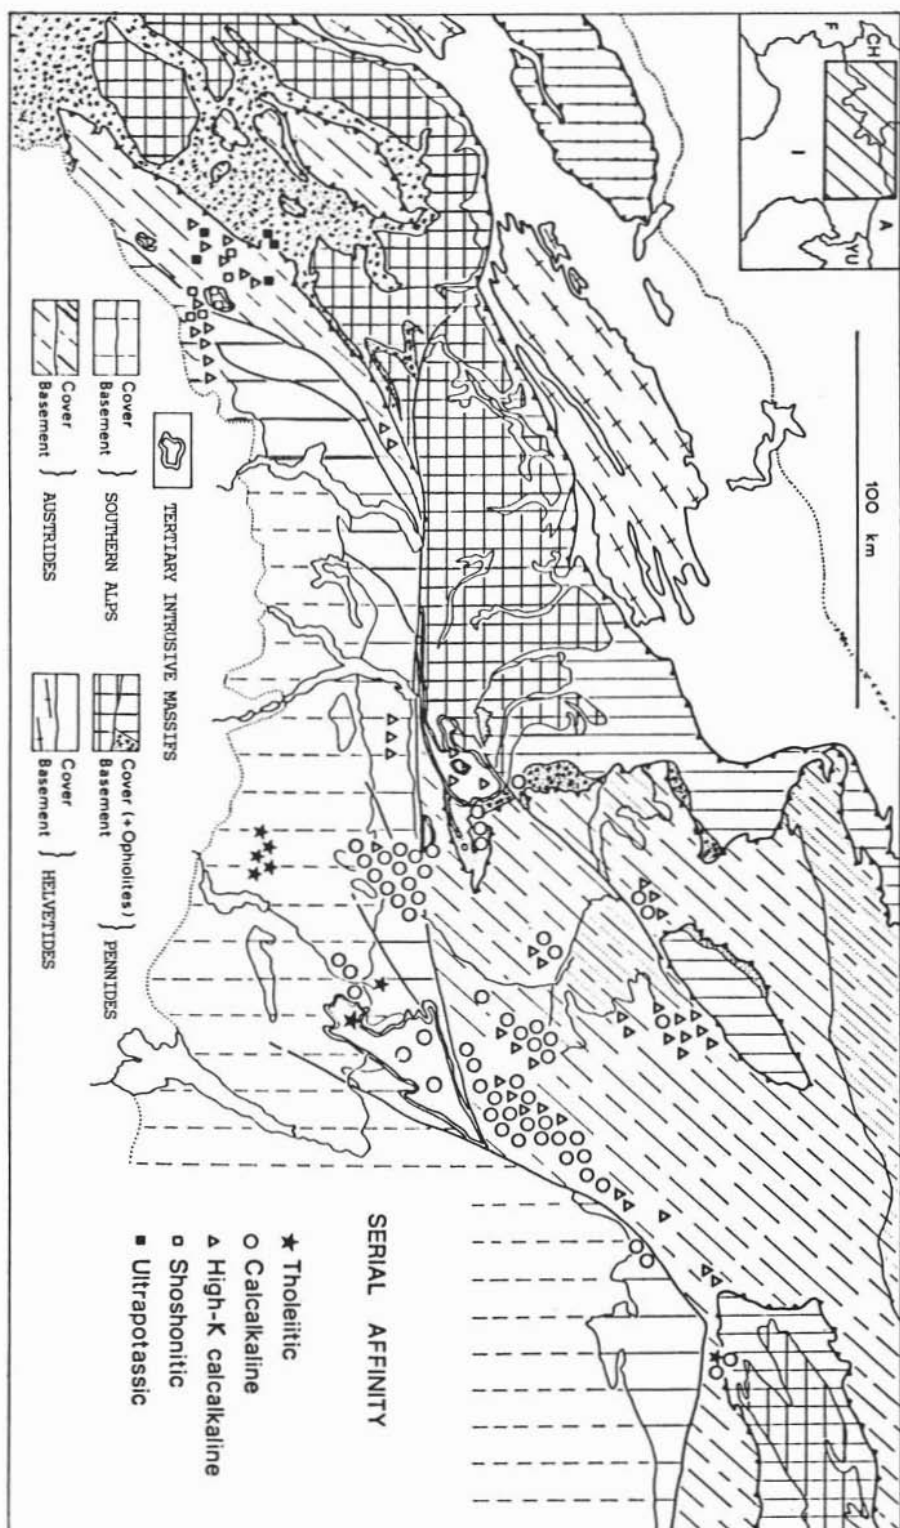 F
CH
I
A
YU
100 km
Cover
Basement
SOUTHERN ALPS
Cover
Basement
AUSTRIDES
TERTIARY INTRUSIVE MASSIFS
Cover (+Ophiolites)
Basement
PENNIDES
Cover
Basement
HELVETIDES
SERIAL AFFINITY
Tholeiitic
Calcalkaline
High-K calcalkaline
Shoshonitic
Ultrapotassic